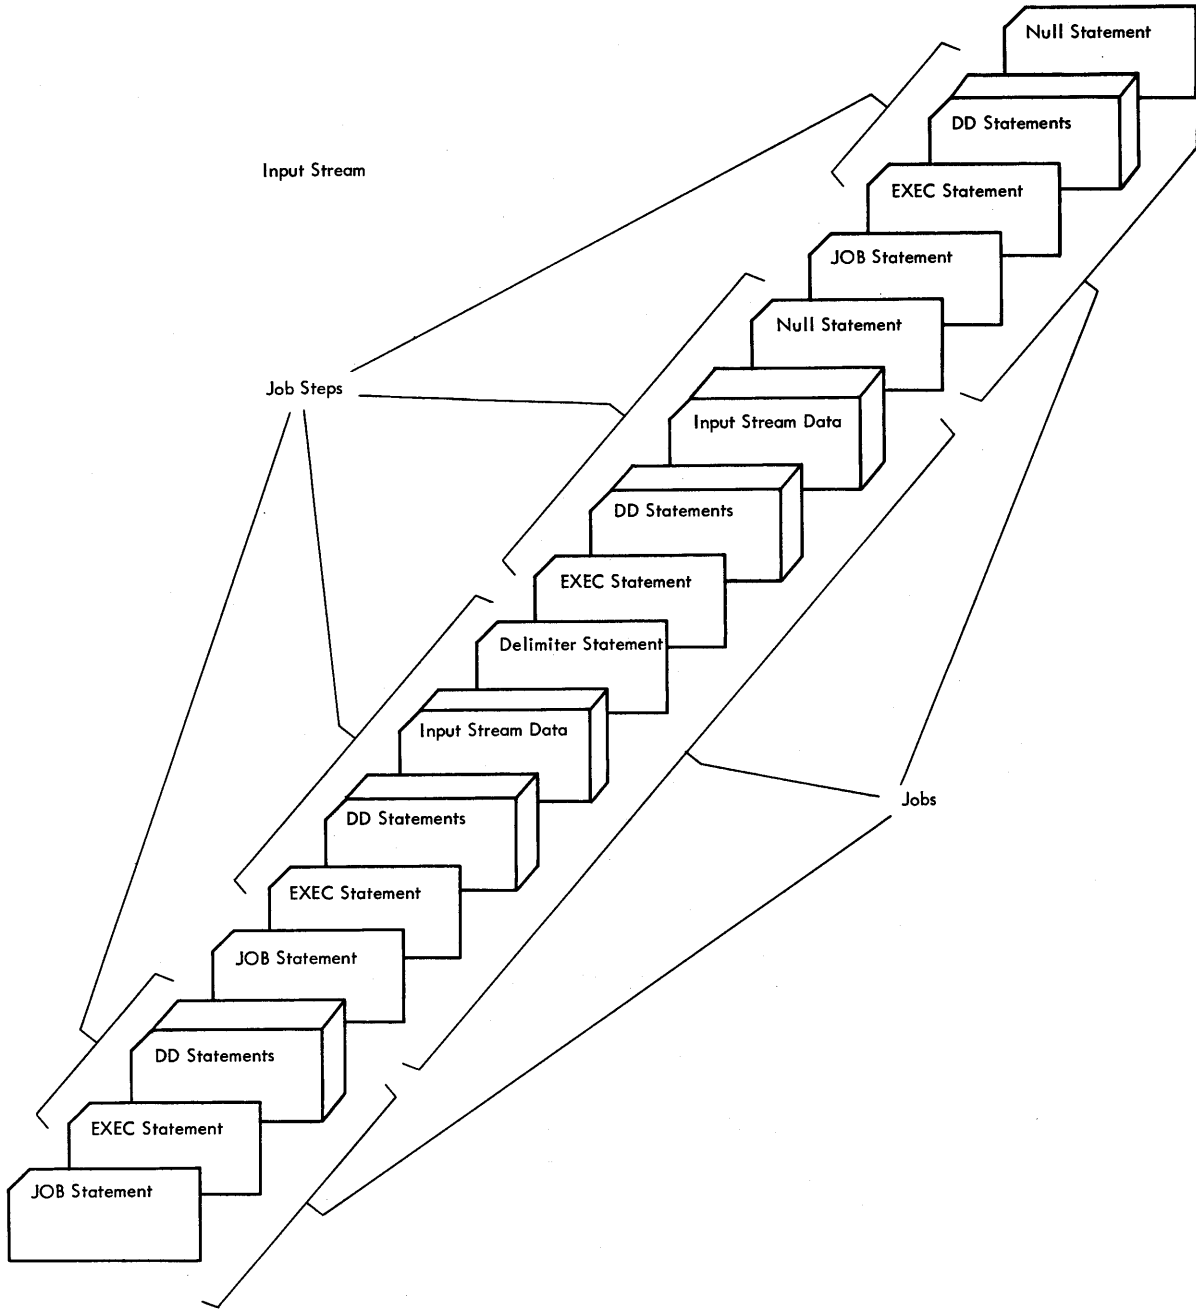 Null Statement
DD Statements
Input Stream
EXEC Statement
JOB Statement
Null Statement
Job Steps
Input Stream Data
DD Statements
EXEC Statement
Delimiter Statement
Input Stream Data
Jobs
DD Statements
EXEC Statement
JOB Statement
DD Statements
EXEC Statement
JOB Statement